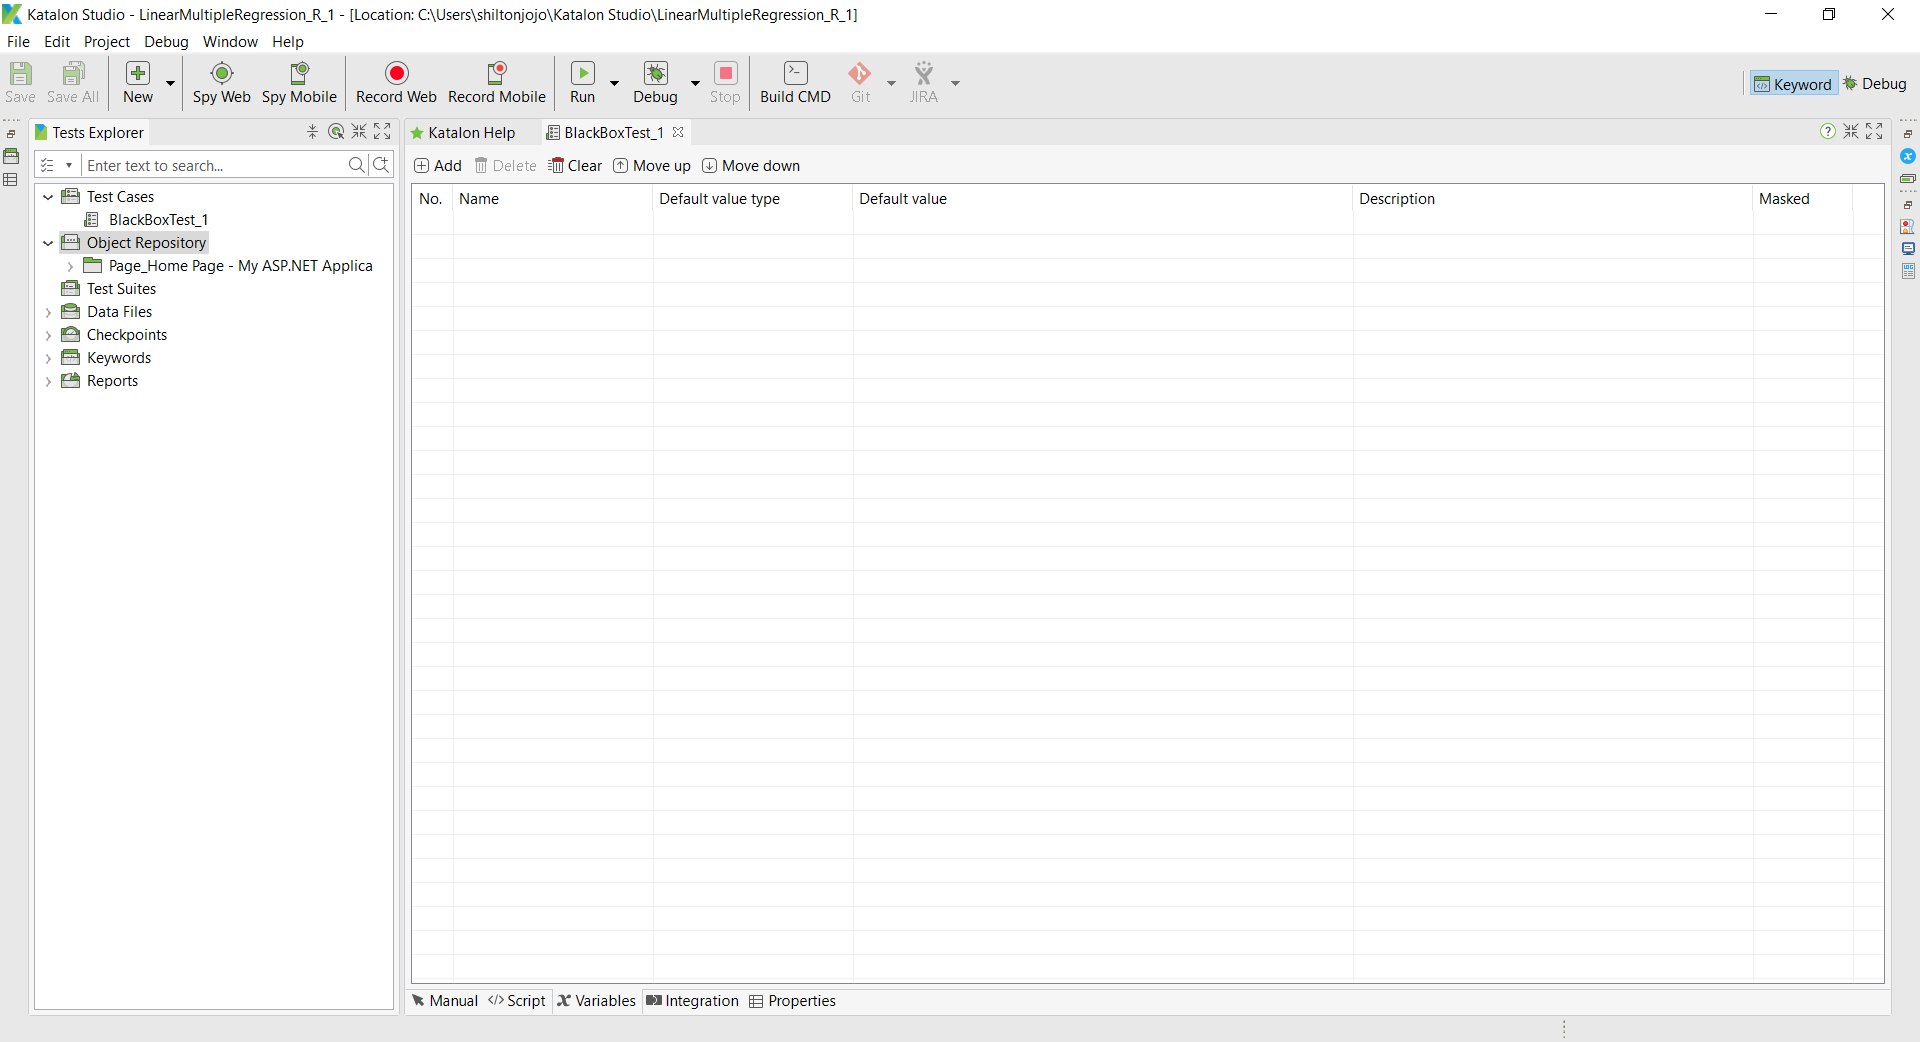 Katalon Studio - LinearMultipleRegression_R_1 - [Location: C:\Users\shiltonjojo\Katalon Studio\LinearMultipleRegression_R_1]
File Edit Project Debug Window Help
Save Save All New Spy Web Spy Mobile Record Web Record Mobile Run Debug Stop Build CMD Git JIRA Keyword Debug
Tests Explorer
Katalon Help BlackBoxTest_1
Enter text to search...
Add Delete Clear Move up Move down
Test Cases
BlackBoxTest_1
Object Repository
Page_Home Page - My ASP.NET Applica
Test Suites
Data Files
Checkpoints
Keywords
Reports
No. Name Default value type Default value Description Masked
Manual Script Variables Integration Properties